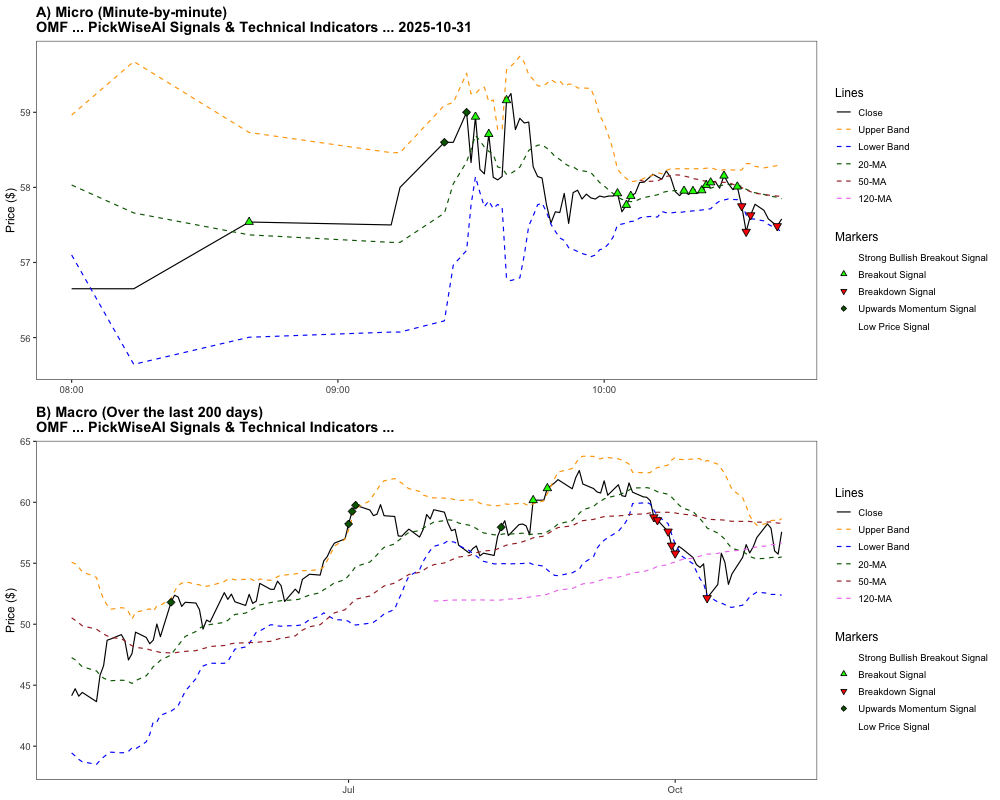 A) Micro (Minute-by-minute)
OMF ... PickWiseAI Signals & Technical Indicators ... 2025-10-31
Price ($)
59
58
57
56
08:00
09:00
10:00
Lines
Close
Upper Band
Lower Band
20-MA
50-MA
120-MA
Markers
Strong Bullish Breakout Signal
Breakout Signal
Breakdown Signal
Upwards Momentum Signal
Low Price Signal
B) Macro (Over the last 200 days)
OMF ... PickWiseAI Signals & Technical Indicators ...
Price ($)
65
60
55
50
45
40
Jul
Oct
Lines
Close
Upper Band
Lower Band
20-MA
50-MA
120-MA
Markers
Strong Bullish Breakout Signal
Breakout Signal
Breakdown Signal
Upwards Momentum Signal
Low Price Signal